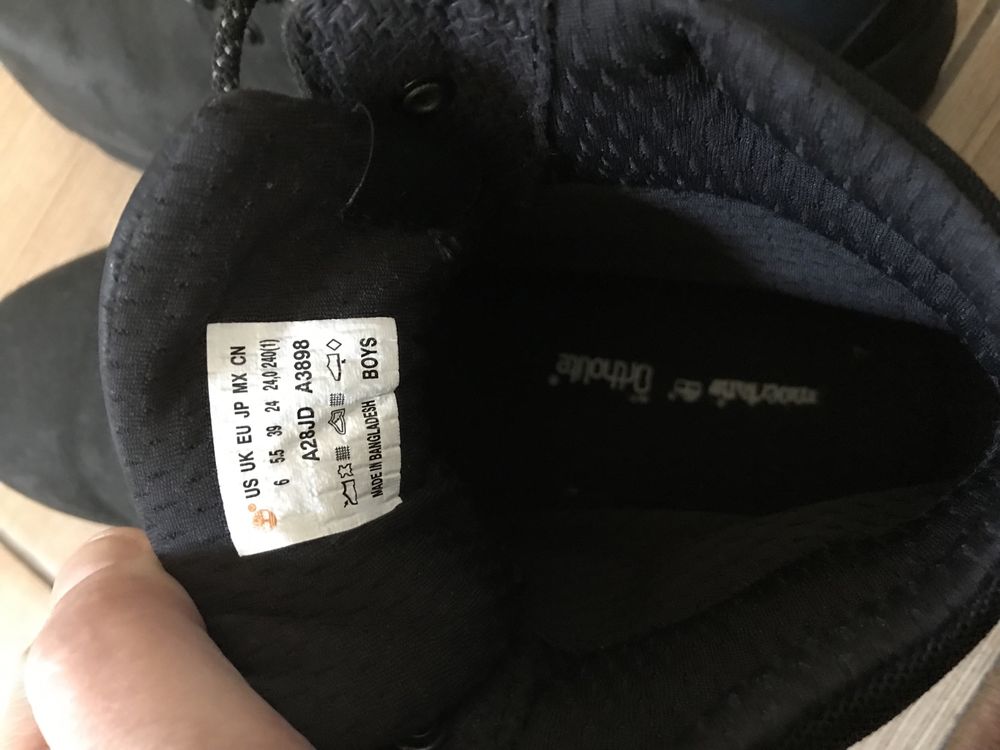 US UK EU JP MX CN
6 5.5 39 24 24,0 240(1)
A28JD A3898
MADE IN BANGLADESH BOYS
Ortholite